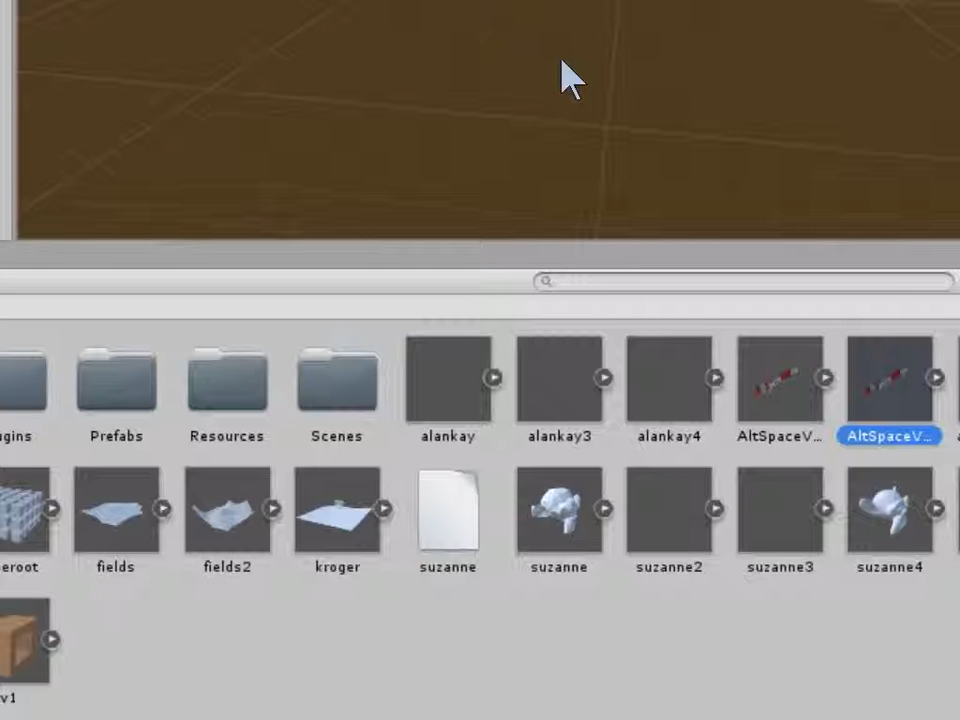 ugins Prefabs Resources Scenes alankay alankay3 alankay4 AltSpaceV... AltSpaceV...
eroot fields fields2 kroger suzanne suzanne suzanne2 suzanne3 suzanne4
v1